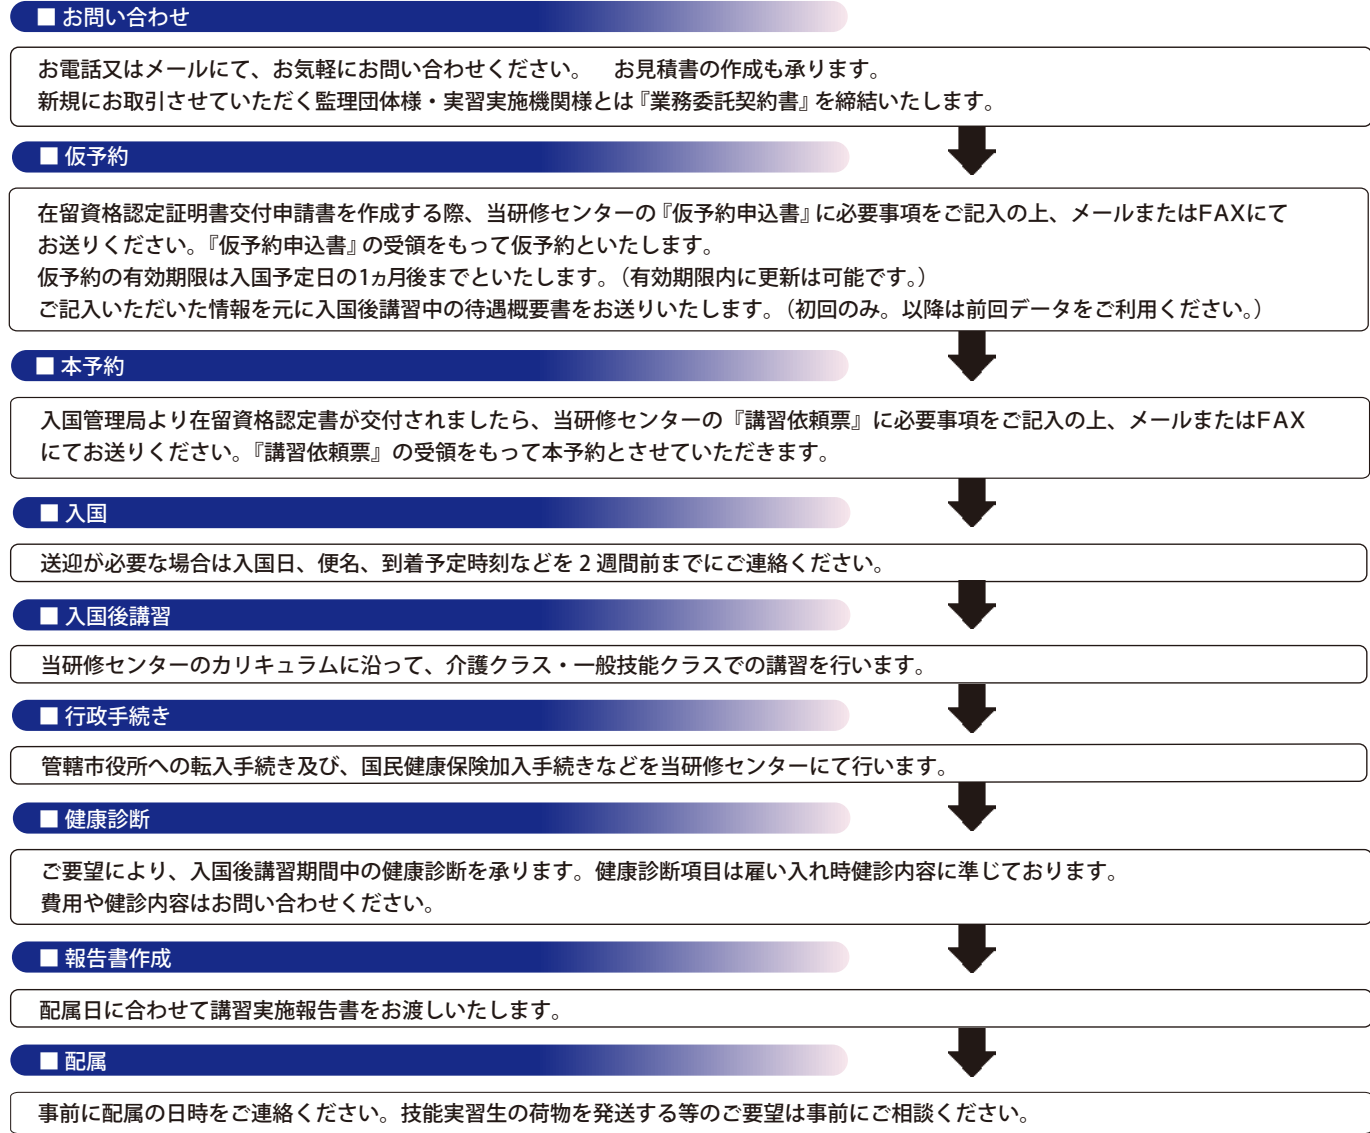 ■ お問い合わせ
お電話又はメールにて、お気軽にお問い合わせください。　お見積書の作成も承ります。
新規にお取引させていただく監理団体様・実習実施機関様とは『業務委託契約書』を締結いたします。
■ 仮予約
在留資格認定証明書交付申請書を作成する際、当研修センターの『仮予約申込書』に必要事項をご記入の上、メールまたはFAXにて
お送りください。『仮予約申込書』の受領をもって仮予約といたします。
仮予約の有効期限は入国予定日の1ヵ月後までといたします。（有効期限内に更新は可能です。）
ご記入いただいた情報を元に入国後講習中の待遇概要書をお送りいたします。（初回のみ。以降は前回データをご利用ください。）
■ 本予約
入国管理局より在留資格認定書が交付されましたら、当研修センターの『講習依頼票』に必要事項をご記入の上、メールまたはFAX
にてお送りください。『講習依頼票』の受領をもって本予約とさせていただきます。
■ 入国
送迎が必要な場合は入国日、便名、到着予定時刻などを 2 週間前までにご連絡ください。
■ 入国後講習
当研修センターのカリキュラムに沿って、介護クラス・一般技能クラスでの講習を行います。
■ 行政手続き
管轄市役所への転入手続き及び、国民健康保険加入手続きなどを当研修センターにて行います。
■ 健康診断
ご要望により、入国後講習期間中の健康診断を承ります。健康診断項目は雇い入れ時健診内容に準じております。
費用や健診内容はお問い合わせください。
■ 報告書作成
配属日に合わせて講習実施報告書をお渡しいたします。
■ 配属
事前に配属の日時をご連絡ください。技能実習生の荷物を発送する等のご要望は事前にご相談ください。